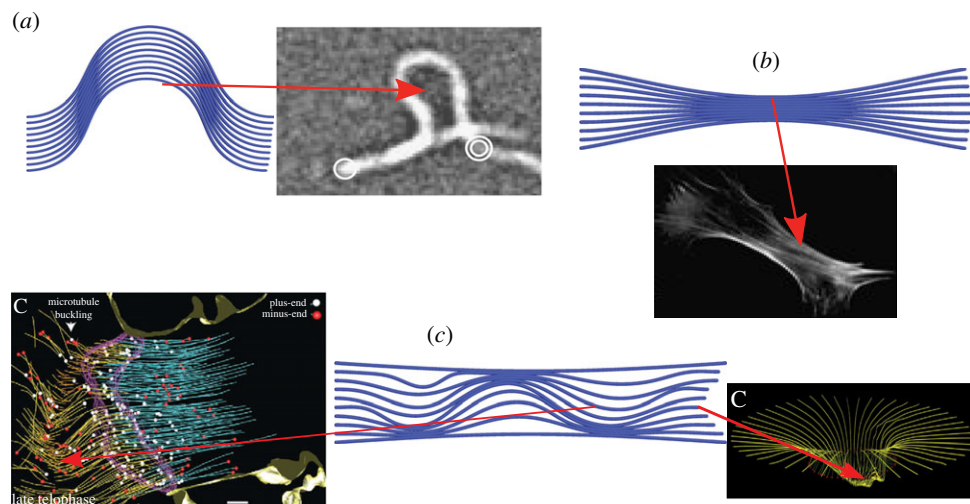 (a)
(b)
C
microtubule
buckling
plus-end
minus-end
late telophase
(c)
C